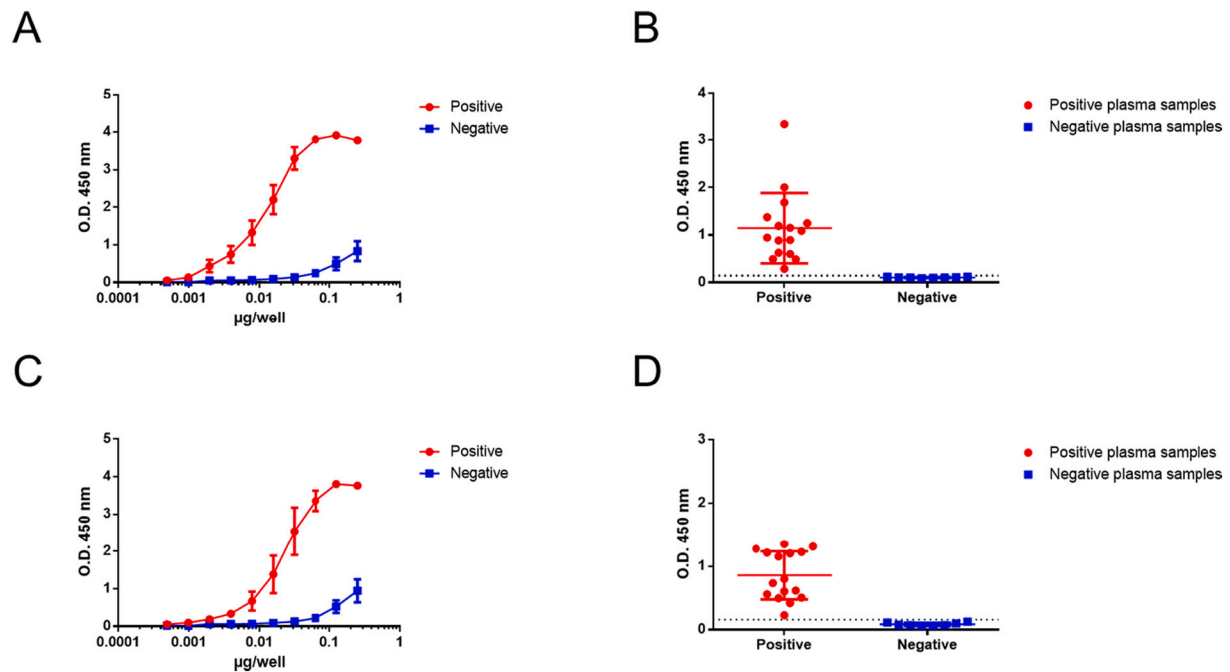 A
O.D. 450 nm
5
4
3
2
1
0
0.0001
0.001
0.01
0.1
1
µg/well
Positive
Negative
B
O.D. 450 nm
4
3
2
1
0
Positive
Negative
Positive plasma samples
Negative plasma samples
C
O.D. 450 nm
5
4
3
2
1
0
0.0001
0.001
0.01
0.1
1
µg/well
Positive
Negative
D
O.D. 450 nm
3
2
1
0
Positive
Negative
Positive plasma samples
Negative plasma samples